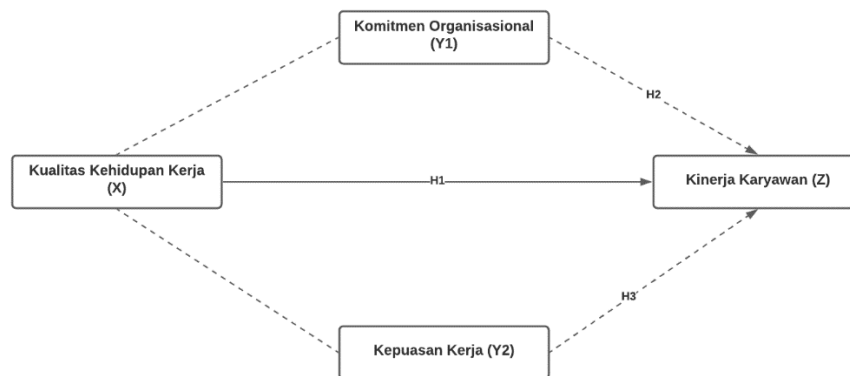 Komitmen Organisasional
(Y1)
H2
Kualitas Kehidupan Kerja
(X)
H1
Kinerja Karyawan (Z)
H3
Kepuasan Kerja (Y2)